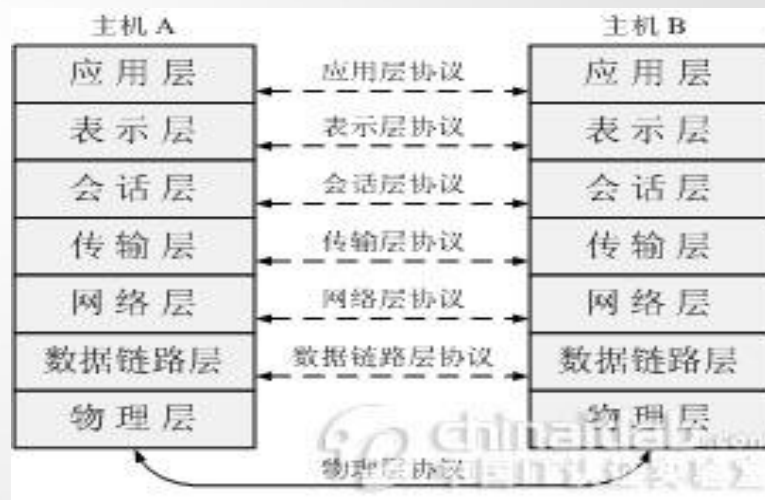 主机 A 主机 B
应用层 应用层协议 应用层
表示层 表示层协议 表示层
会话层 会话层协议 会话层
传输层 传输层协议 传输层
网络层 网络层协议 网络层
数据链路层 数据链路层协议 数据链路层
物理层 物理层
物理层协议